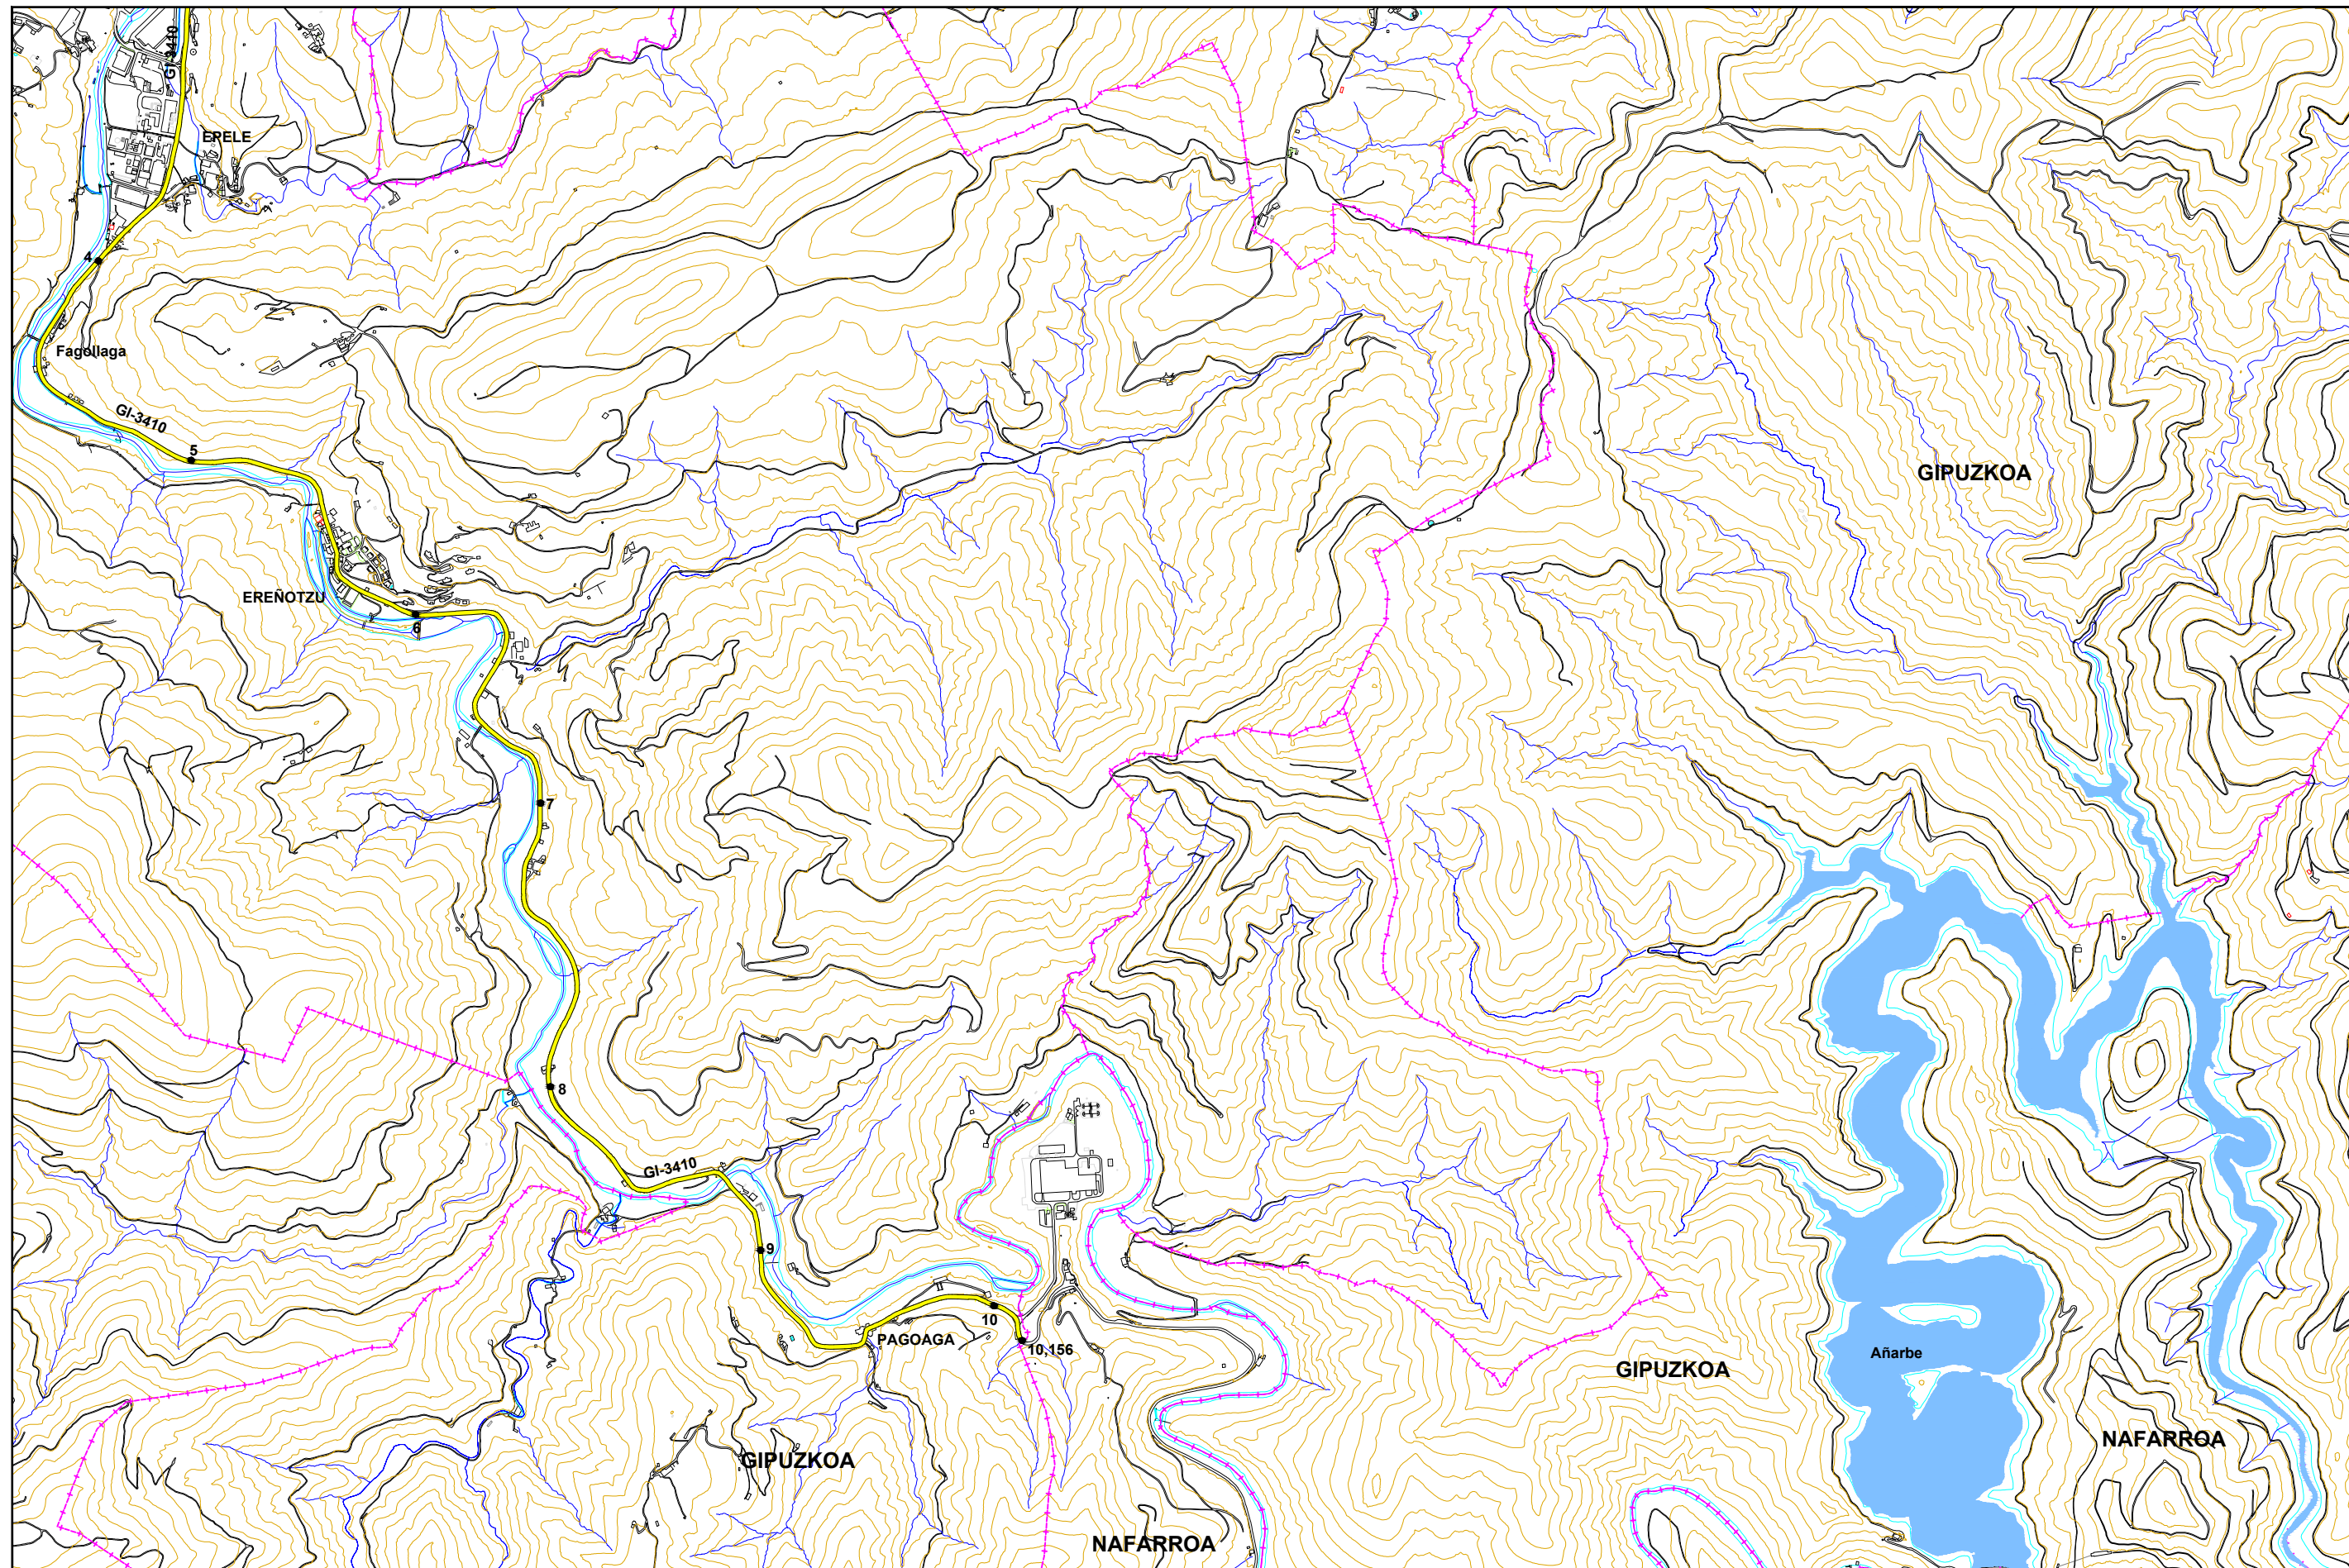 GI-3410
EPELE
4
Fagollaga
GI-3410
5
GIPUZKOA
EREÑOTZU
6
7
8
GI-3410
9
10
PAGOAGA
10,156
Añarbe
GIPUZKOA
NAFARROA
GIPUZKOA
NAFARROA